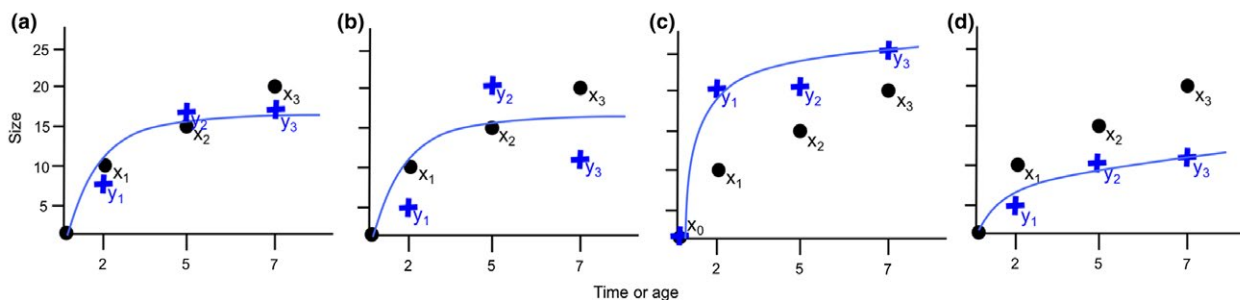 (a) (b) (c) (d)
Size
25
20
15
10
5
x1
y1
y2
x2
x3
y3
2 5 7
x1
y1
y2
x2
x3
y3
2 5 7
x0
y1
x1
y2
x2
y3
x3
2 5 7
x1
y1
x2
y2
x3
y3
2 5 7
Time or age